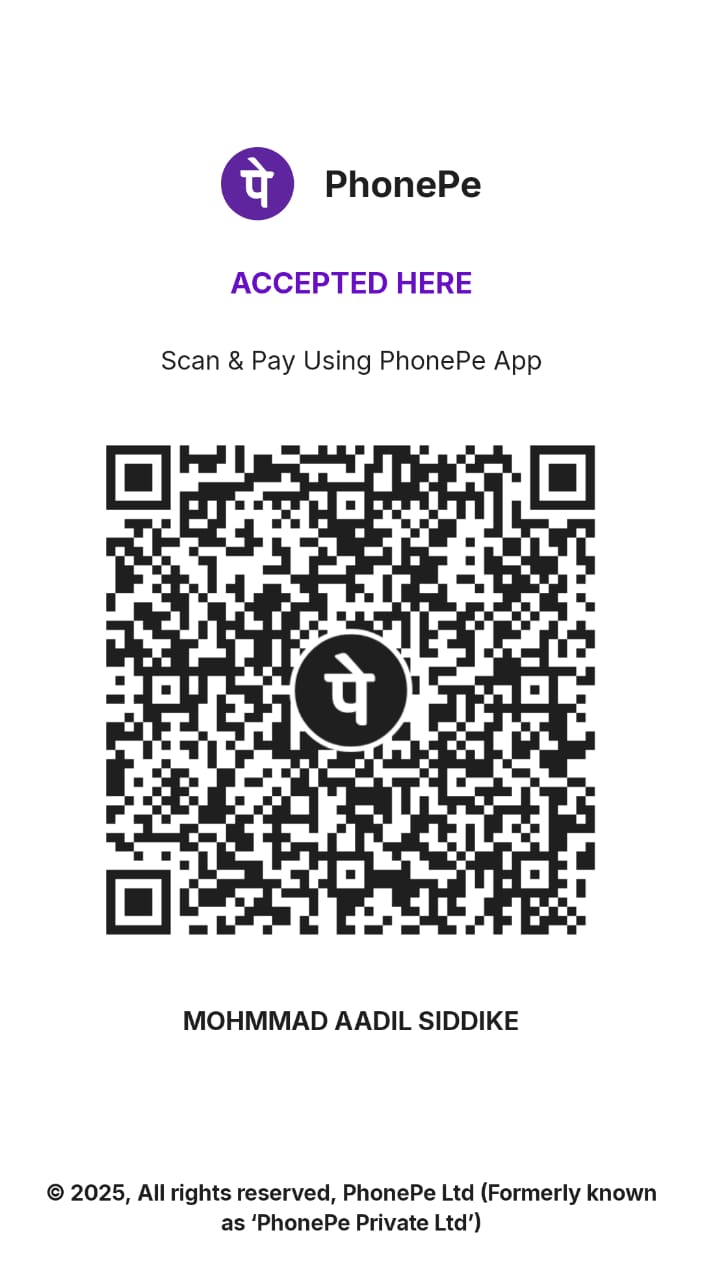 पे PhonePe
ACCEPTED HERE
Scan & Pay Using PhonePe App
पे
MOHMMAD AADIL SIDDIKE
© 2025, All rights reserved, PhonePe Ltd (Formerly known
as ‘PhonePe Private Ltd’)